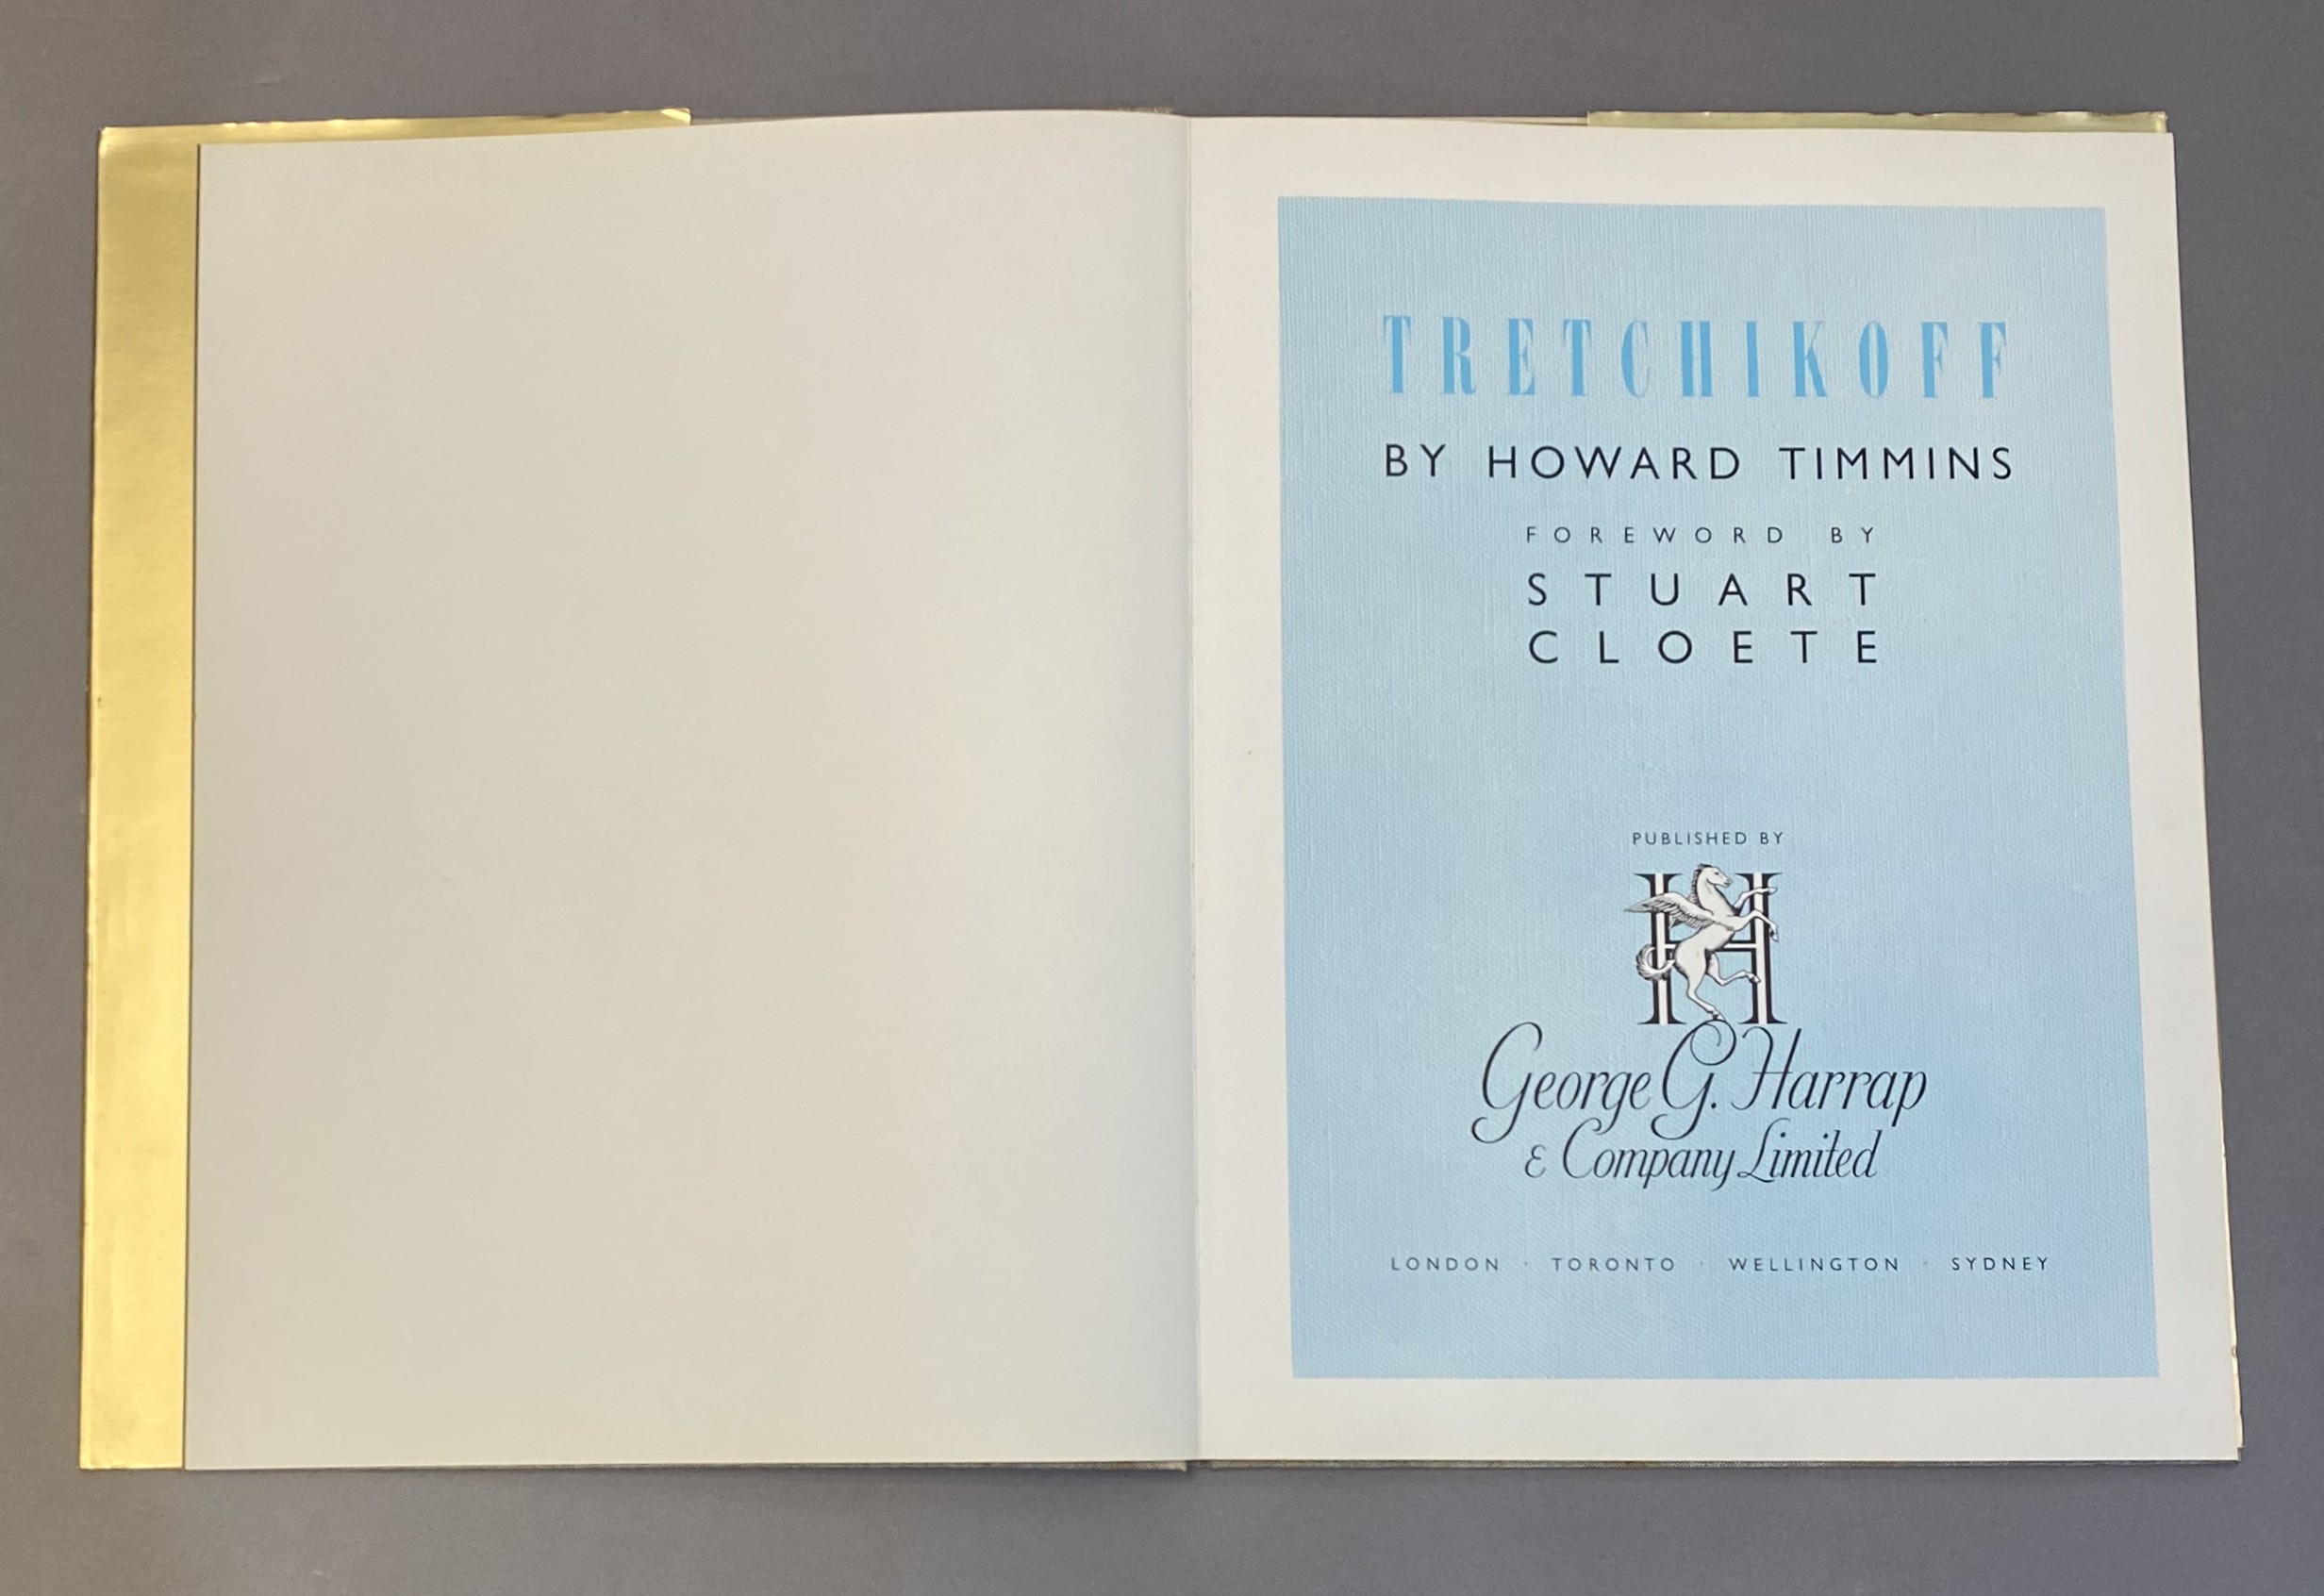 TRETCHIKOFF
BY HOWARD TIMMINS
FOREWORD BY
STUART
CLOETE
PUBLISHED BY
H
George G. Harrap
& Company Limited
LONDON · TORONTO · WELLINGTON · SYDNEY